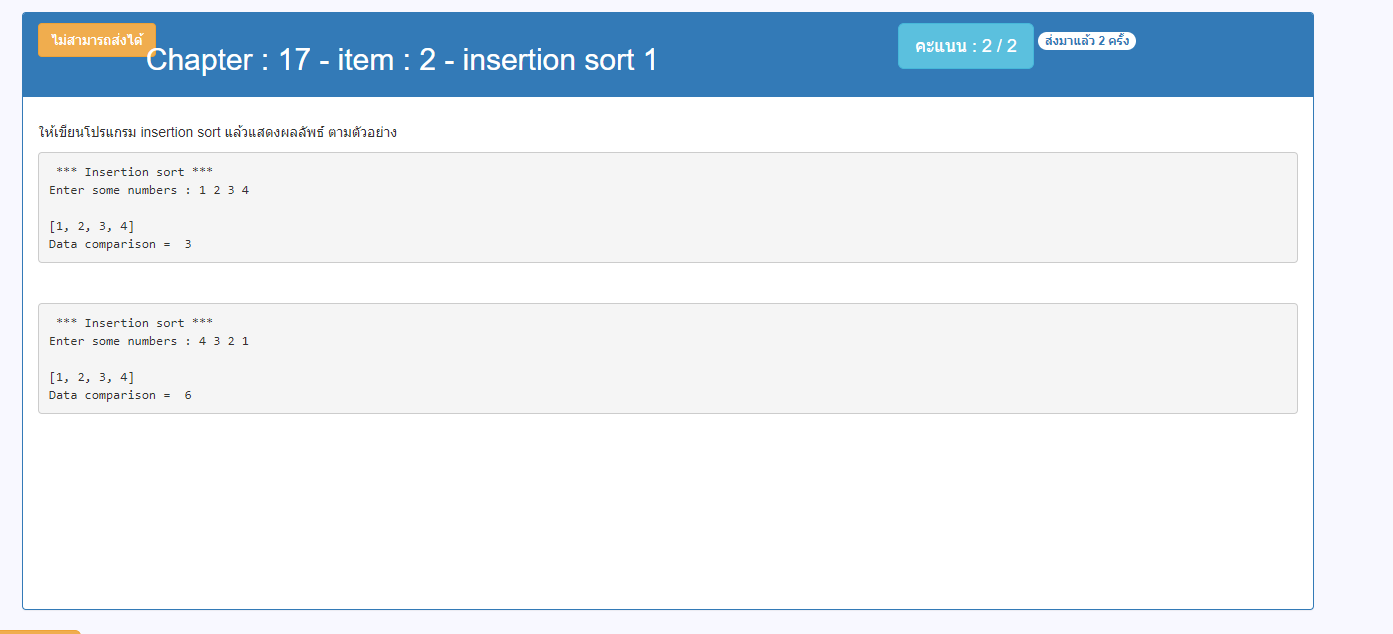 ไม่สามารถส่งได้
Chapter : 17 - item : 2 - insertion sort 1
คะแนน : 2 / 2
ส่งมาแล้ว 2 ครั้ง
ให้เขียนโปรแกรม insertion sort แล้วแสดงผลลัพธ์ ตามตัวอย่าง
*** Insertion sort ***
Enter some numbers : 1 2 3 4
[1, 2, 3, 4]
Data comparison =  3
*** Insertion sort ***
Enter some numbers : 4 3 2 1
[1, 2, 3, 4]
Data comparison =  6